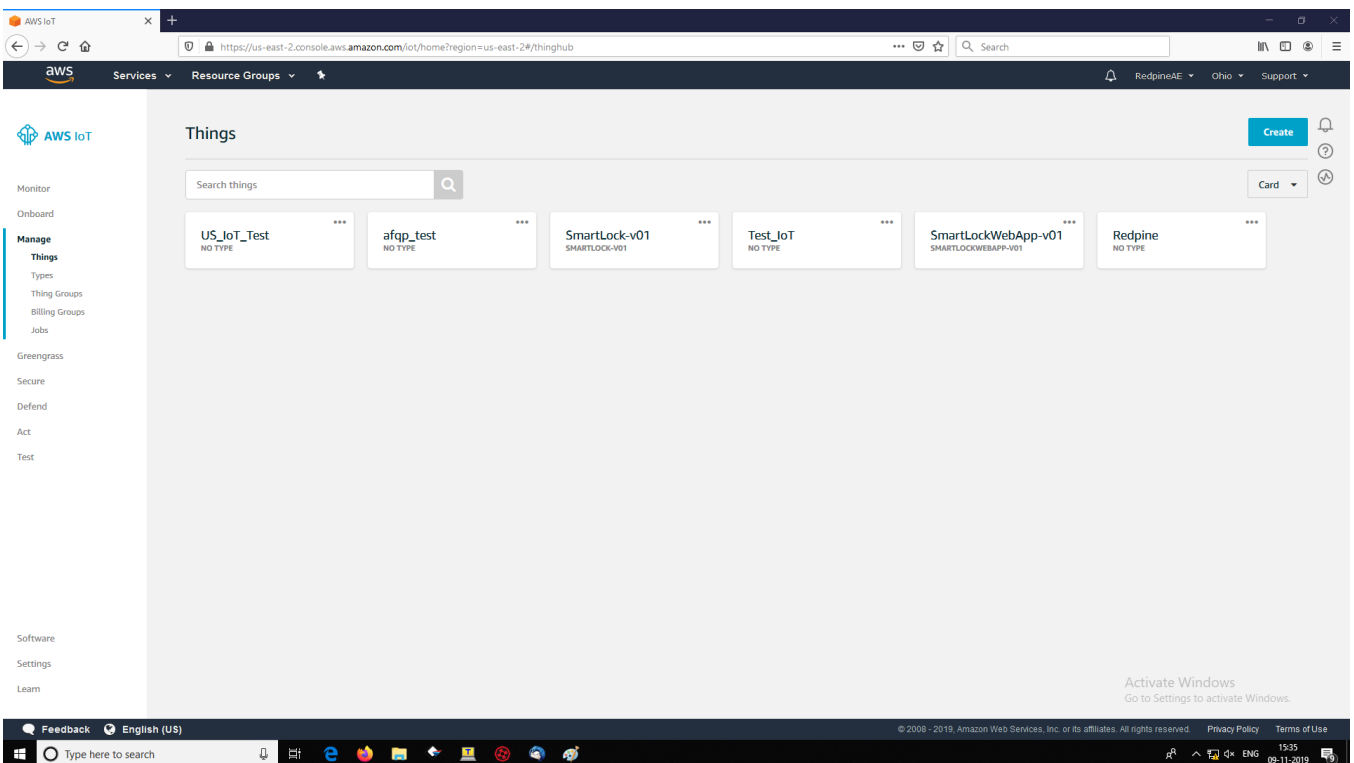 AWS IoT
https://us-east-2.console.aws.amazon.com/iot/home?region=us-east-2#/thinghub
Search
aws
Services
Resource Groups
RedpineAE
Ohio
Support
AWS IoT
Monitor
Onboard
Manage
Things
Types
Thing Groups
Billing Groups
Jobs
Greengrass
Secure
Defend
Act
Test
Software
Settings
Learn
Things
Create
Search things
Card
US_IoT_Test
NO TYPE
afqp_test
NO TYPE
SmartLock-v01
SMARTLOCK-V01
Test_IoT
NO TYPE
SmartLockWebApp-v01
SMARTLOCKWEBAPP-V01
Redpine
NO TYPE
Activate Windows
Go to Settings to activate Windows.
Feedback
English (US)
© 2008 - 2019, Amazon Web Services, Inc. or its affiliates. All rights reserved.
Privacy Policy
Terms of Use
Type here to search
ENG
15:35
09-11-2019